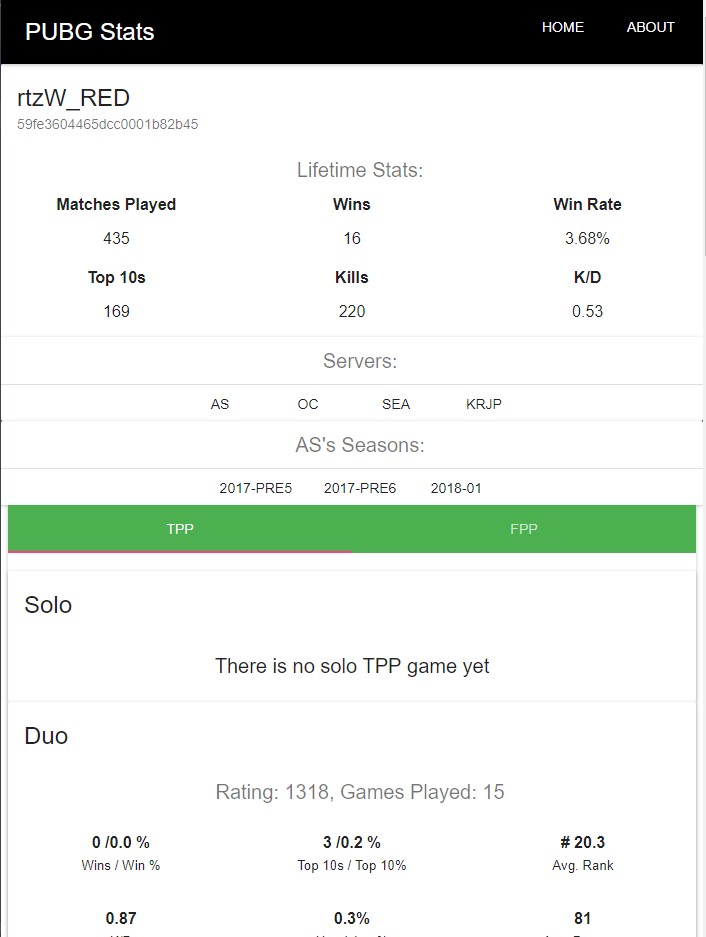 PUBG Stats HOME ABOUT
rtzW_RED
59fe3604465dcc0001b82b45
Lifetime Stats:
Matches Played Wins Win Rate
435 16 3.68%
Top 10s Kills K/D
169 220 0.53
Servers:
AS OC SEA KRJP
AS's Seasons:
2017-PRE5 2017-PRE6 2018-01
TPP FPP
Solo
There is no solo TPP game yet
Duo
Rating: 1318, Games Played: 15
0 /0.0 % 3 /0.2 % # 20.3
Wins / Win % Top 10s / Top 10% Avg. Rank
0.87 0.3% 81